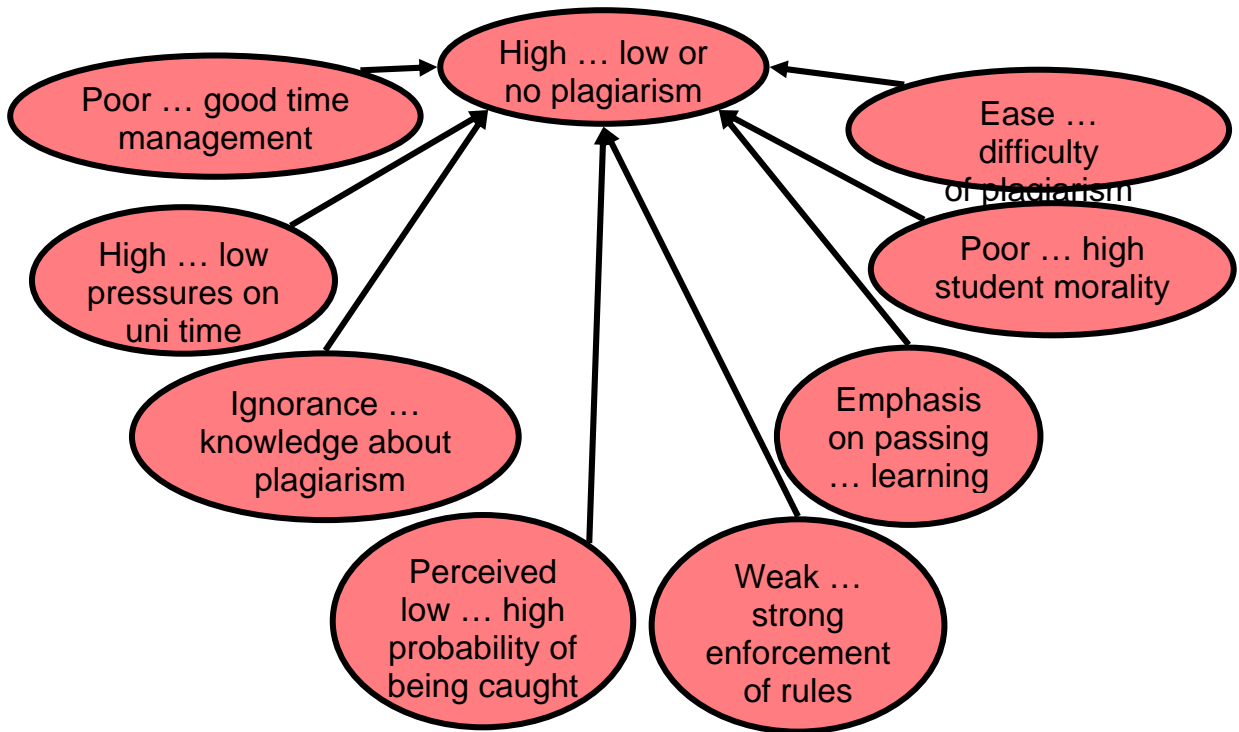 High … low or
no plagiarism
Poor … good time
management
Ease …
difficulty
of plagiarism
High … low
pressures on
uni time
Poor … high
student morality
Ignorance …
knowledge about
plagiarism
Emphasis
on passing
… learning
Perceived
low … high
probability of
being caught
Weak …
strong
enforcement
of rules